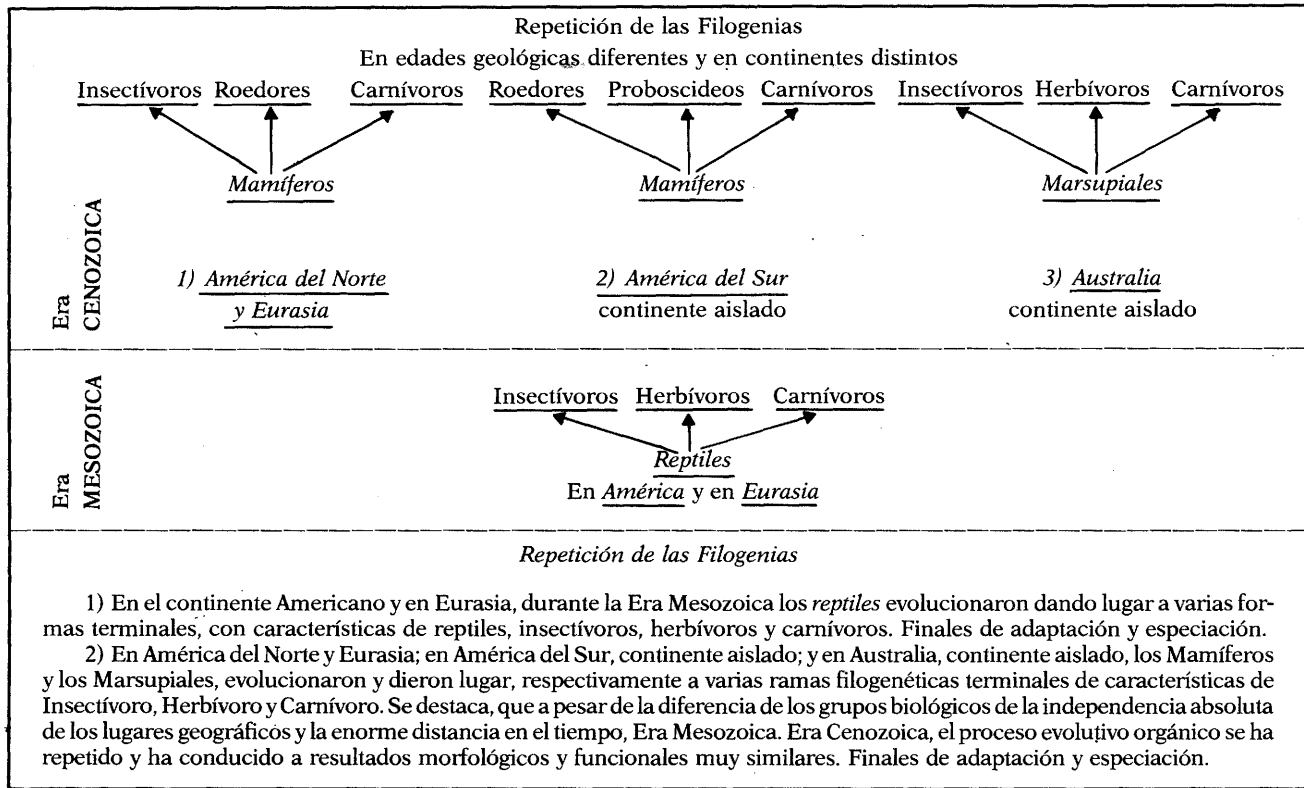 Repetición de las Filogenias
En edades geológicas diferentes y en continentes distintos
Insectívoros Roedores Carnívoros Roedores Proboscideos Carnívoros Insectívoros Herbívoros Carnívoros
Mamíferos Mamíferos Marsupiales
Era
CENOZOICA
1) América del Norte
y Eurasia
2) América del Sur
continente aislado
3) Australia
continente aislado
Era
MESOZOICA
Insectívoros Herbívoros Carnívoros
Reptiles
En América y en Eurasia
Repetición de las Filogenias
1) En el continente Americano y en Eurasia, durante la Era Mesozoica los reptiles evolucionaron dando lugar a varias for-
mas terminales, con características de reptiles, insectívoros, herbívoros y carnívoros. Finales de adaptación y especiación.
2) En América del Norte y Eurasia; en América del Sur, continente aislado; y en Australia, continente aislado, los Mamíferos
y los Marsupiales, evolucionaron y dieron lugar, respectivamente a varias ramas filogenéticas terminales de características de
Insectívoro, Herbívoro y Carnívoro. Se destaca, que a pesar de la diferencia de los grupos biológicos de la independencia absoluta
de los lugares geográficos y la enorme distancia en el tiempo, Era Mesozoica. Era Cenozoica, el proceso evolutivo orgánico se ha
repetido y ha conducido a resultados morfológicos y funcionales muy similares. Finales de adaptación y especiación.